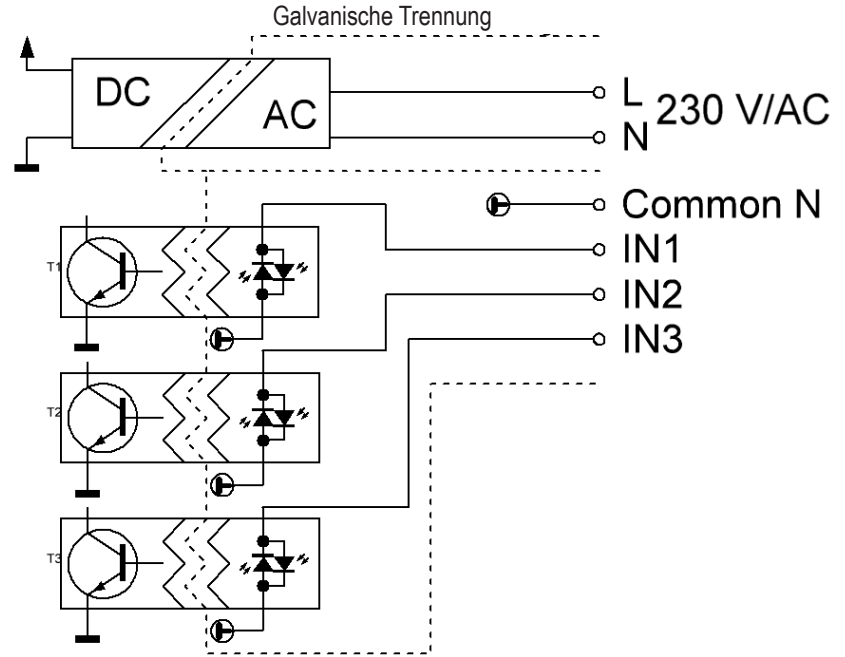 Galvanische Trennung
DC
AC
L
N
230 V/AC
Common N
IN1
IN2
IN3
T1
T2
T3